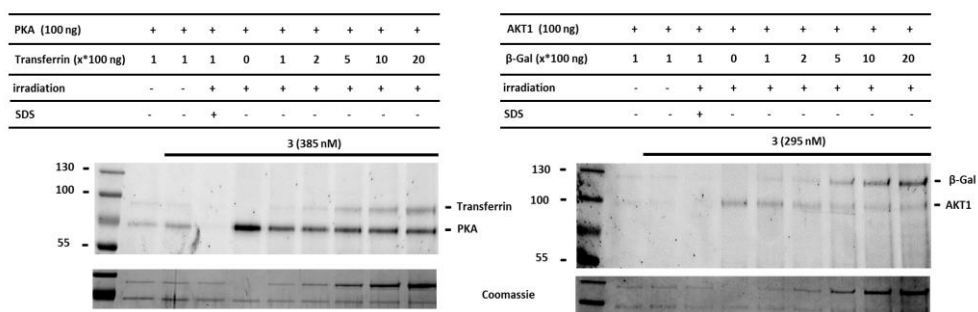 PKA (100 ng) + + + + + + + + +
Transferrin (x*100 ng) 1 1 1 0 1 2 5 10 20
irradiation - - + + + + + + +
SDS - - + - - - - - -
3 (385 nM)
130 -
100 -
55 -
- Transferrin
- PKA
AKT1 (100 ng) + + + + + + + + +
β-Gal (x*100 ng) 1 1 1 0 1 2 5 10 20
irradiation - - + + + + + + +
SDS - - + - - - - - -
3 (295 nM)
130 -
100 -
55 -
- β-Gal
- AKT1
Coomassie